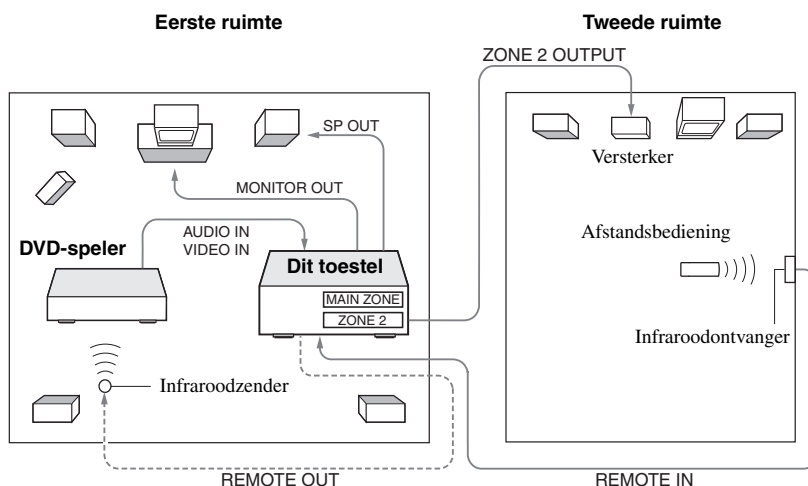 Eerste ruimte
Tweede ruimte
ZONE 2 OUTPUT
SP OUT
Versterker
MONITOR OUT
AUDIO IN
VIDEO IN
DVD-speler
Dit toestel
MAIN ZONE
ZONE 2
Afstandsbediening
Infraroodontvanger
Infraroodzender
REMOTE OUT
REMOTE IN